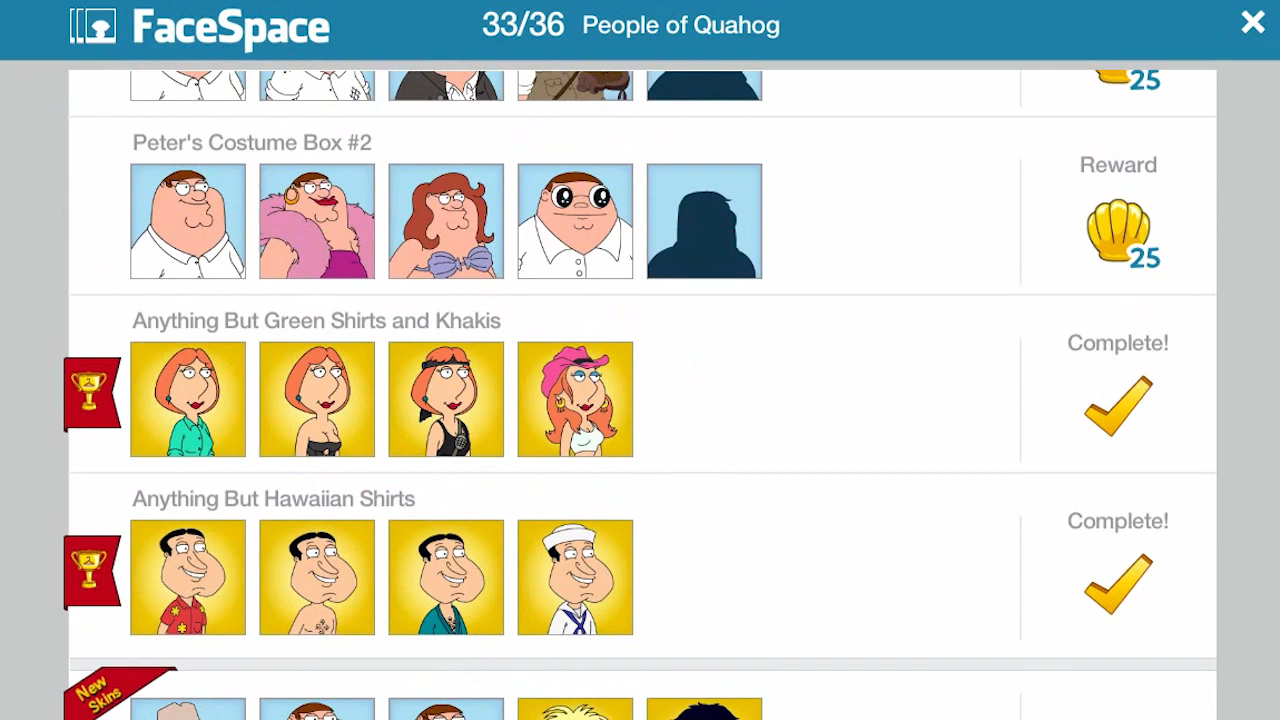 FaceSpace
33/36 People of Quahog
25
Peter's Costume Box #2
Reward
25
Anything But Green Shirts and Khakis
Complete!
Anything But Hawaiian Shirts
Complete!
New
Skins